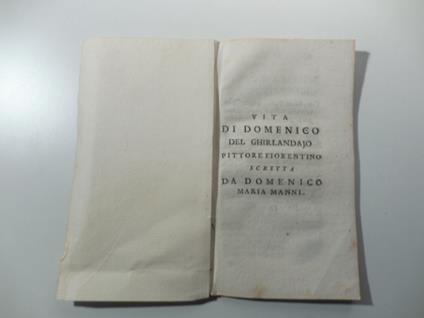 VITA
DI DOMENICO
DEL GHIRLANDAJO
PITTORE FIORENTINO
SCRITTA
DA DOMENICO
MARIA MANNI.